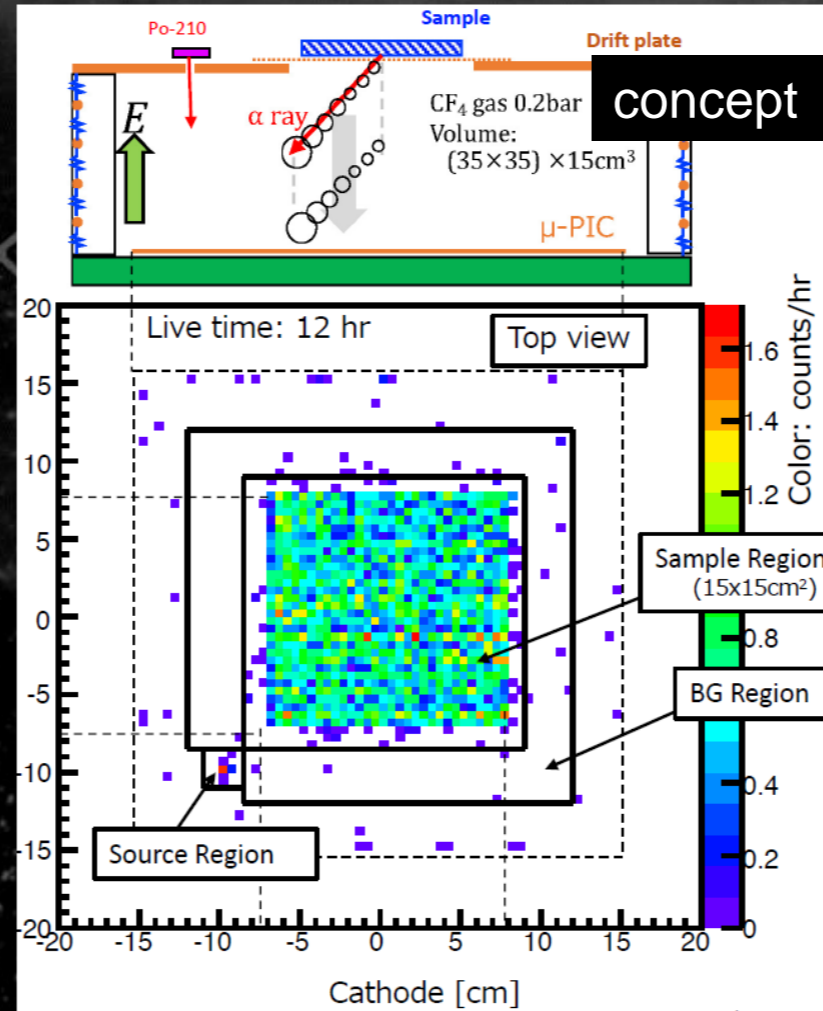 Sample
Po-210
Drift plate
concept
E
α ray
CF₄ gas 0.2bar
Volume:
(35×35) ×15cm³
μ-PIC
20
Live time: 12 hr
Top view
15
10
5
0
-5
-10
-15
-20
1.6
1.4
1.2
0.8
0.4
0.2
0
Color: counts/hr
Sample Region
(15x15cm²)
BG Region
Source Region
-20 -15 -10 -5 0 5 10 15 20
Cathode [cm]